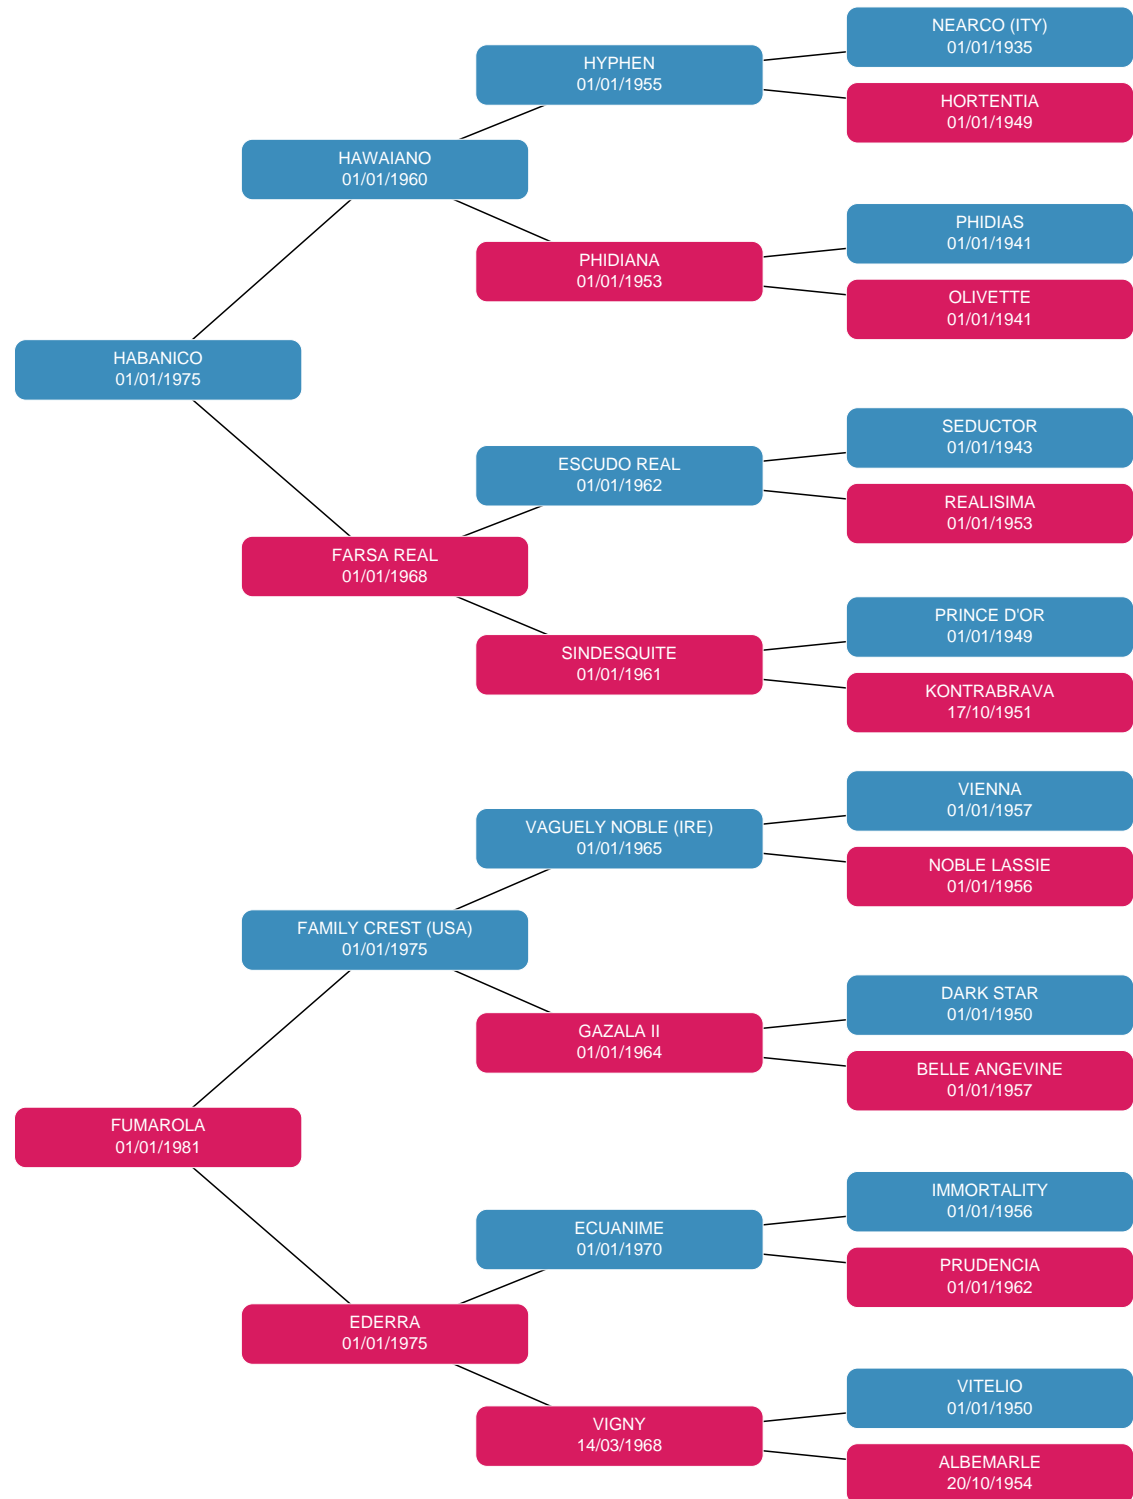 NEARCO (ITY)
01/01/1935
HYPHEN
01/01/1955
HORTENTIA
01/01/1949
HAWAIANO
01/01/1960
PHIDIAS
01/01/1941
PHIDIANA
01/01/1953
OLIVETTE
01/01/1941
HABANICO
01/01/1975
SEDUCTOR
01/01/1943
ESCUDO REAL
01/01/1962
REALISIMA
01/01/1953
FARSA REAL
01/01/1968
PRINCE D'OR
01/01/1949
SINDESQUITE
01/01/1961
KONTRABRAVA
17/10/1951
VIENNA
01/01/1957
VAGUELY NOBLE (IRE)
01/01/1965
NOBLE LASSIE
01/01/1956
FAMILY CREST (USA)
01/01/1975
DARK STAR
01/01/1950
GAZALA II
01/01/1964
BELLE ANGEVINE
01/01/1957
FUMAROLA
01/01/1981
IMMORTALITY
01/01/1956
ECUANIME
01/01/1970
PRUDENCIA
01/01/1962
EDERRA
01/01/1975
VITELIO
01/01/1950
VIGNY
14/03/1968
ALBEMARLE
20/10/1954